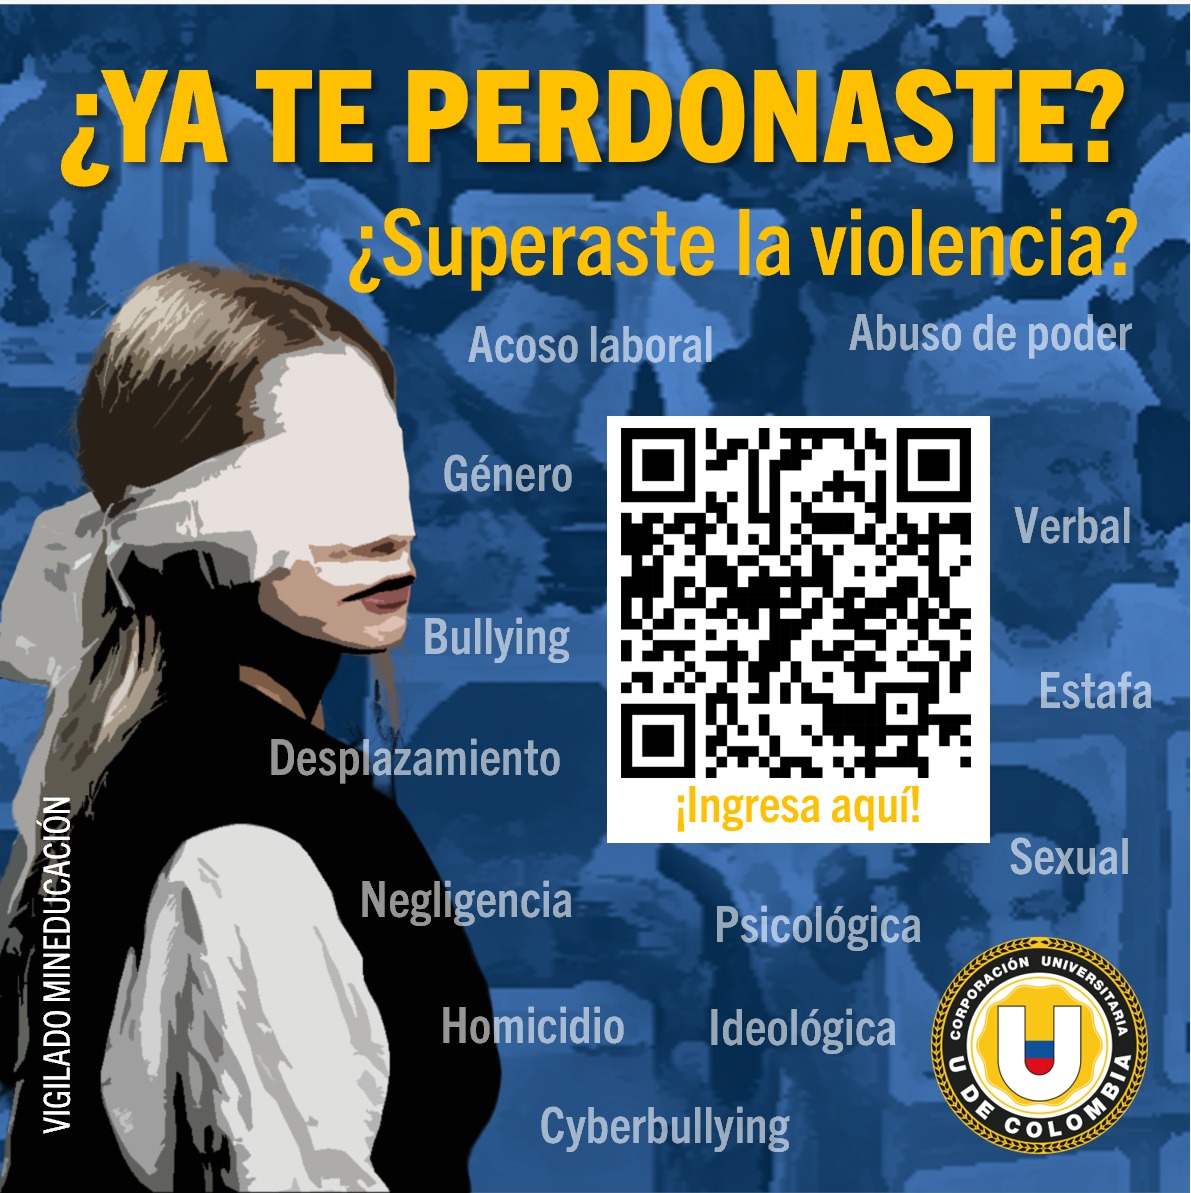 ¿YA TE PERDONASTE?
¿Superaste la violencia?
Acoso laboral
Abuso de poder
Género
Verbal
Bullying
Estafa
Desplazamiento
¡Ingresa aquí!
Sexual
Negligencia
Psicológica
Homicidio
Ideológica
Cyberbullying
VIGILADO MINEDUCACIÓN
CORPORACIÓN UNIVERSITARIA
U
U DE COLOMBIA